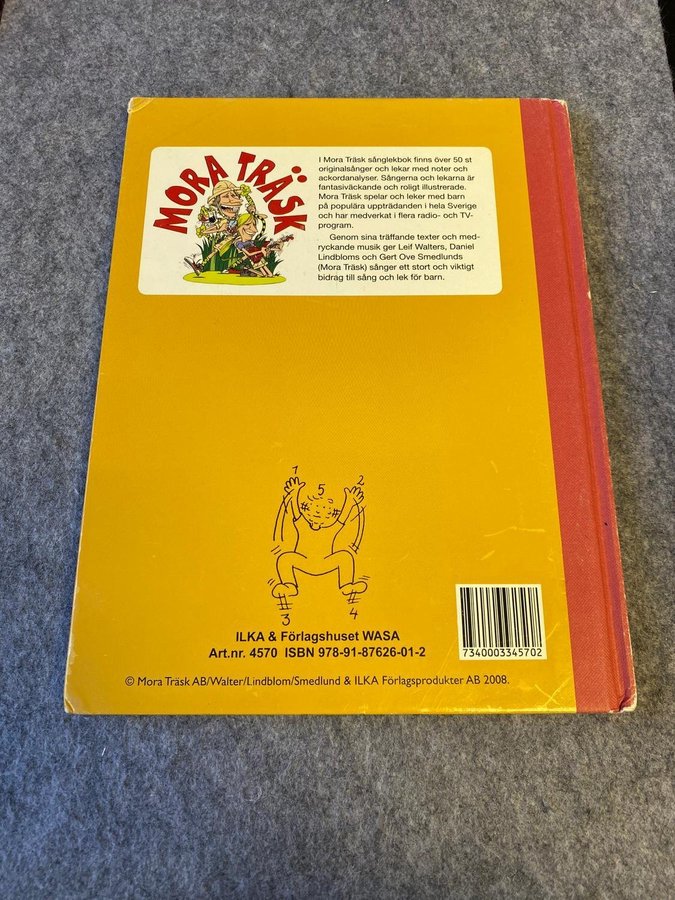 MORA TRÄSK
I Mora Träsk sånglekbok finns över 50 st
originalsånger och lekar med noter och
ackordanalyser. Sångerna och lekarna är
fantasiväckande och roligt illustrerade.
Mora Träsk spelar och leker med barn
på populära uppträdanden i hela Sverige
och har medverkat i flera radio- och TV-
program.
Genom sina träffande texter och med-
ryckande musik ger Leif Walters, Daniel
Lindbloms och Gert Ove Smedlunds
(Mora Träsk) sånger ett stort och viktigt
bidrag till sång och lek för barn.
1 2
5
3 4
ILKA & Förlagshuset WASA
Art.nr. 4570 ISBN 978-91-87626-01-2
7340003345702
© Mora Träsk AB/Walter/Lindblom/Smedlund & ILKA Förlagsprodukter AB 2008.